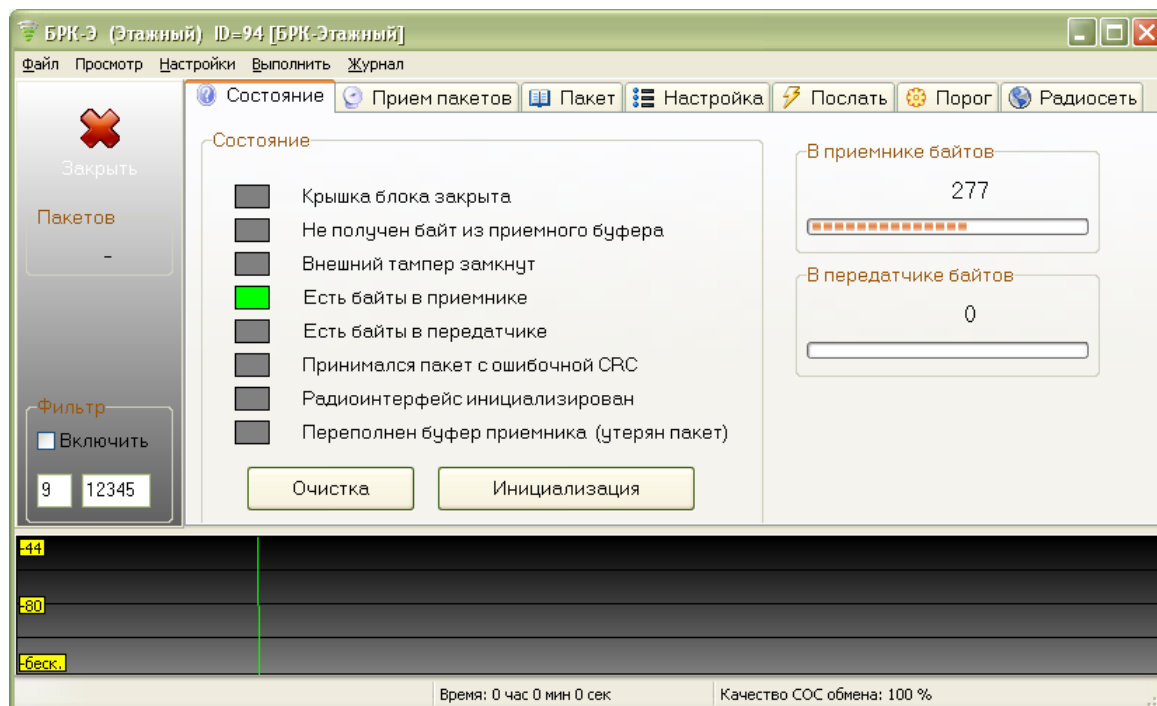 БРК-Э (Этажный) ID=94 [БРК-Этажный]
Файл Просмотр Настройки Выполнить Журнал
Состояние Прием пакетов Пакет Настройка Послать Порог Радиосеть
Закрыть
Пакетов
-
Фильтр
Включить
9 12345
Состояние
Крышка блока закрыта
Не получен байт из приемного буфера
Внешний тампер замкнут
Есть байты в приемнике
Есть байты в передатчике
Принимался пакет с ошибочной CRC
Радиоинтерфейс инициализирован
Переполнен буфер приемника (утерян пакет)
Очистка Инициализация
В приемнике байтов
277
В передатчике байтов
0
-44
-80
-беск.
Время: 0 час 0 мин 0 сек Качество СОС обмена: 100 %